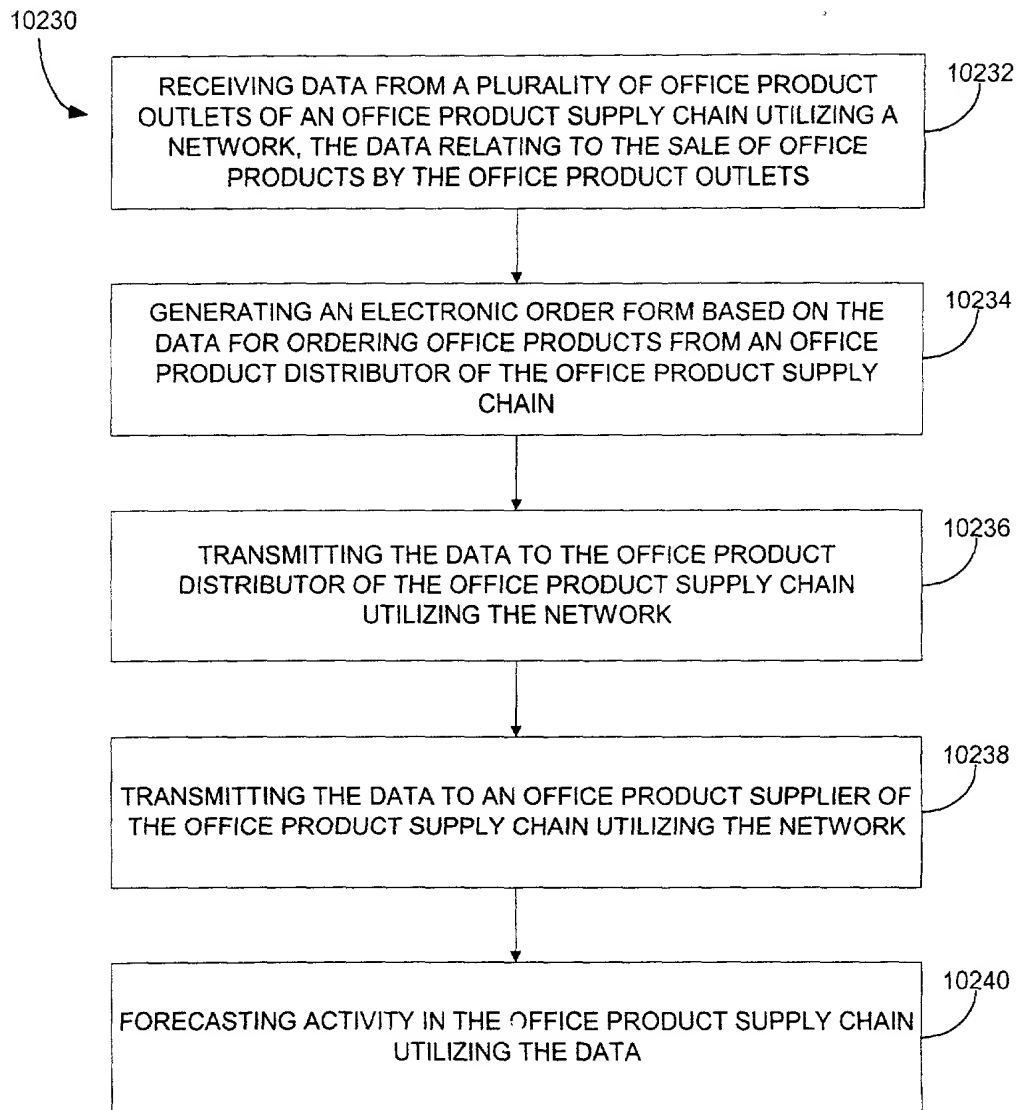 10230
RECEIVING DATA FROM A PLURALITY OF OFFICE PRODUCT
OUTLETS OF AN OFFICE PRODUCT SUPPLY CHAIN UTILIZING A
NETWORK, THE DATA RELATING TO THE SALE OF OFFICE
PRODUCTS BY THE OFFICE PRODUCT OUTLETS
10232
GENERATING AN ELECTRONIC ORDER FORM BASED ON THE
DATA FOR ORDERING OFFICE PRODUCTS FROM AN OFFICE
PRODUCT DISTRIBUTOR OF THE OFFICE PRODUCT SUPPLY
CHAIN
10234
TRANSMITTING THE DATA TO THE OFFICE PRODUCT
DISTRIBUTOR OF THE OFFICE PRODUCT SUPPLY CHAIN
UTILIZING THE NETWORK
10236
TRANSMITTING THE DATA TO AN OFFICE PRODUCT SUPPLIER OF
THE OFFICE PRODUCT SUPPLY CHAIN UTILIZING THE NETWORK
10238
FORECASTING ACTIVITY IN THE OFFICE PRODUCT SUPPLY CHAIN
UTILIZING THE DATA
10240